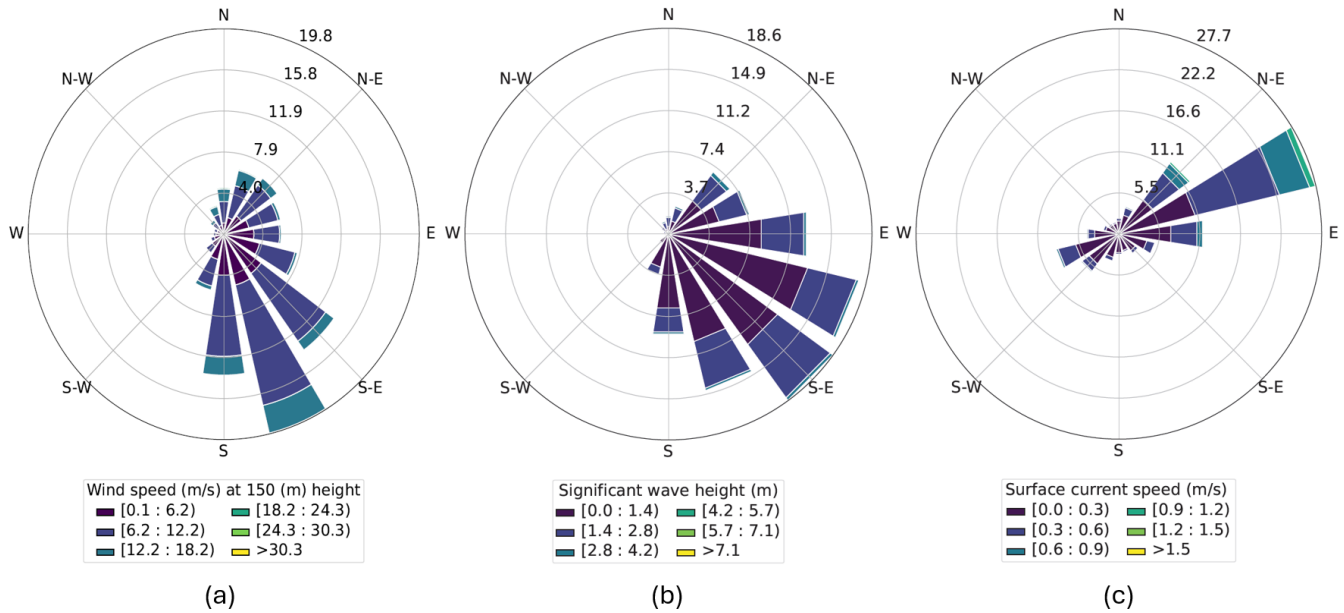 N
19.8
15.8
11.9
7.9
4.0
N-W
N-E
W
E
S-W
S-E
S
Wind speed (m/s) at 150 (m) height
[0.1 : 6.2)
[6.2 : 12.2)
[12.2 : 18.2)
[18.2 : 24.3)
[24.3 : 30.3)
>30.3
(a)
N
18.6
14.9
11.2
7.4
3.7
N-W
N-E
W
E
S-W
S-E
S
Significant wave height (m)
[0.0 : 1.4)
[1.4 : 2.8)
[2.8 : 4.2)
[4.2 : 5.7)
[5.7 : 7.1)
>7.1
(b)
N
27.7
22.2
16.6
11.1
5.5
N-W
N-E
W
E
S-W
S-E
S
Surface current speed (m/s)
[0.0 : 0.3)
[0.3 : 0.6)
[0.6 : 0.9)
[0.9 : 1.2)
[1.2 : 1.5)
>1.5
(c)